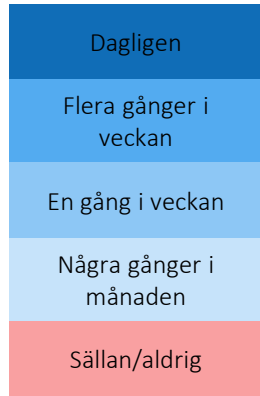 Dagligen
Flera gånger i
veckan
En gång i veckan
Några gånger i
månaden
Sällan/aldrig